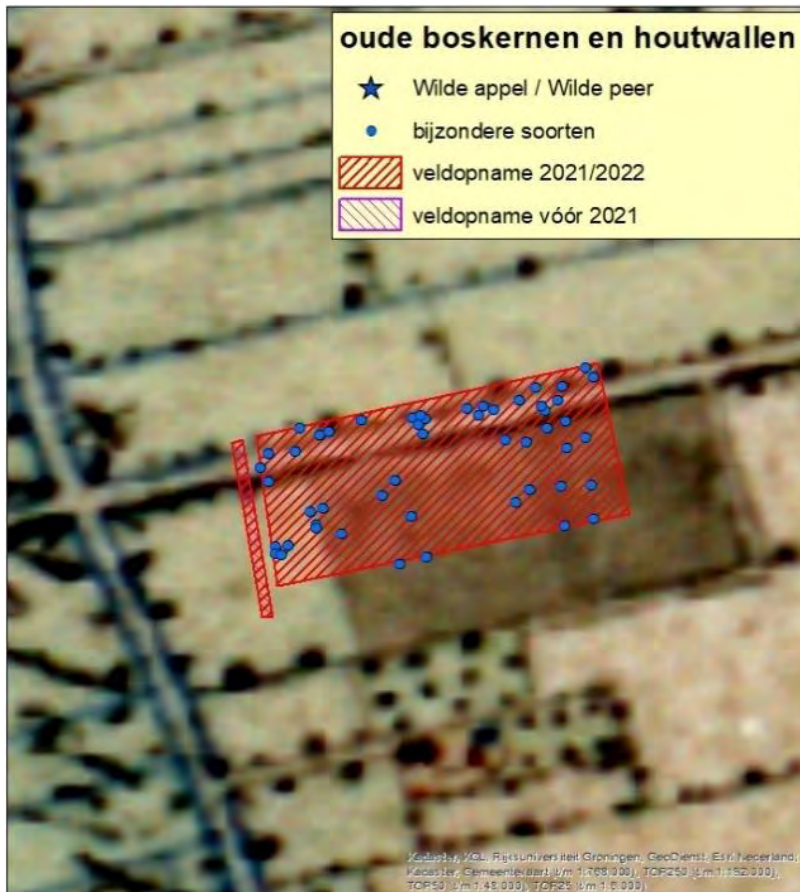 oude boskernen en houtwallen
Wilde appel / Wilde peer
bijzondere soorten
veldopname 2021/2022
veldopname vóór 2021
Kadaster, KOL, Rijksuniversiteit Groningen, GeoDienst, Esri Nederland;
Kadaster, Gemeentekaart (t/m 1:768.000), TOP250 (t/m 1:192.000),
TOP50 (t/m 1:48.000), TOP25 (t/m 1:6.000)